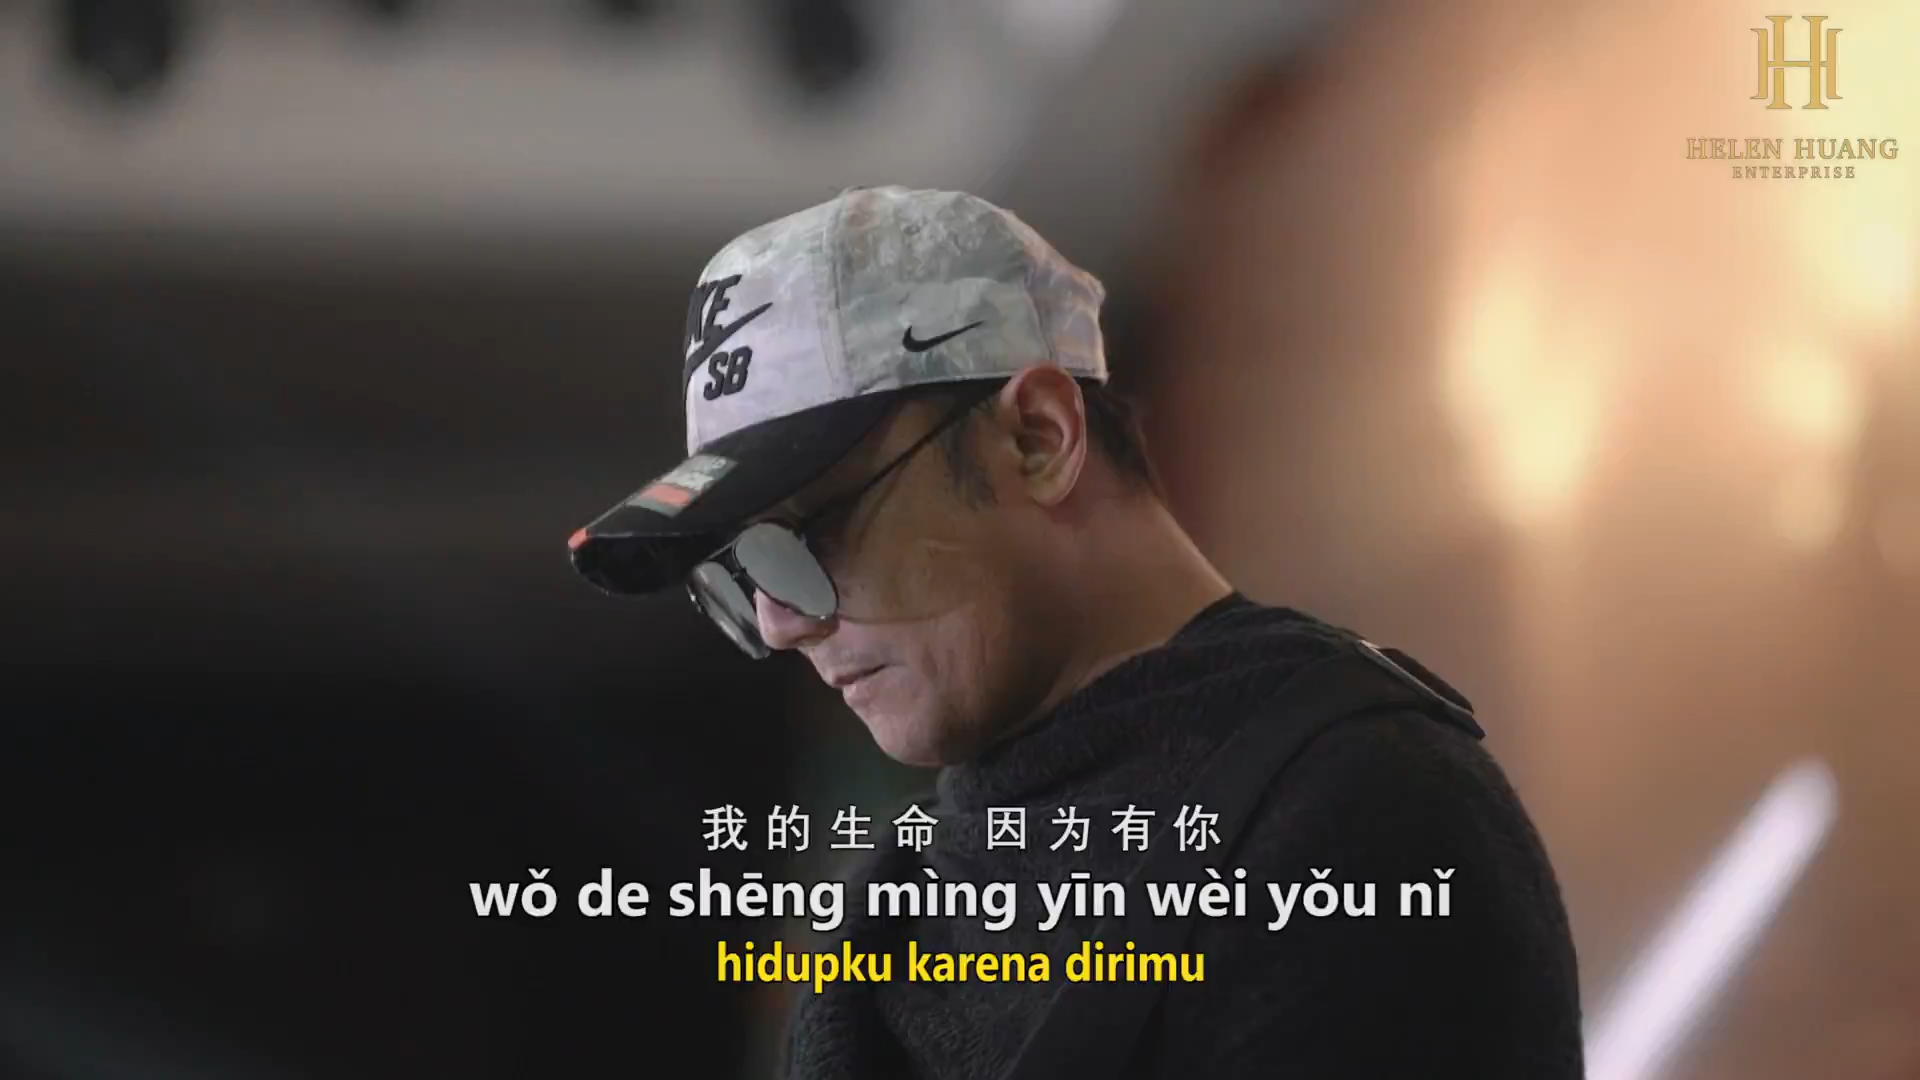 HELEN HUANG
ENTERPRISE
KE
SB
我的生命 因为有你
wǒ de shēng mìng yīn wèi yǒu nǐ
hidupku karena dirimu